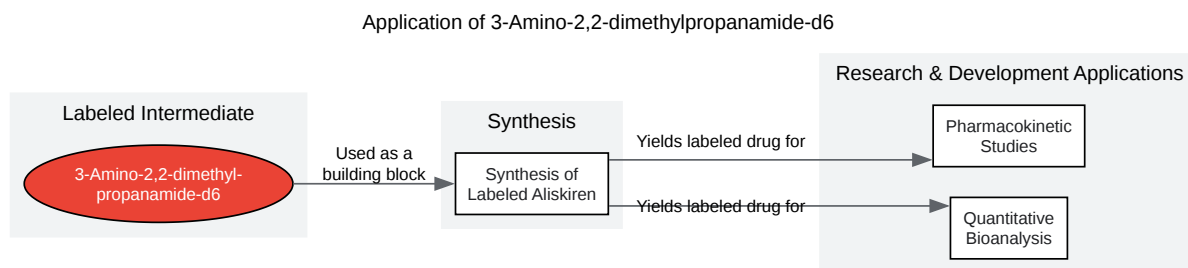 Application of 3-Amino-2,2-dimethylpropanamide-d6
Labeled Intermediate
3-Amino-2,2-dimethyl-
propanamide-d6
Used as a
building block
Synthesis
Synthesis of
Labeled Aliskiren
Yields labeled drug for
Yields labeled drug for
Research & Development Applications
Pharmacokinetic
Studies
Quantitative
Bioanalysis